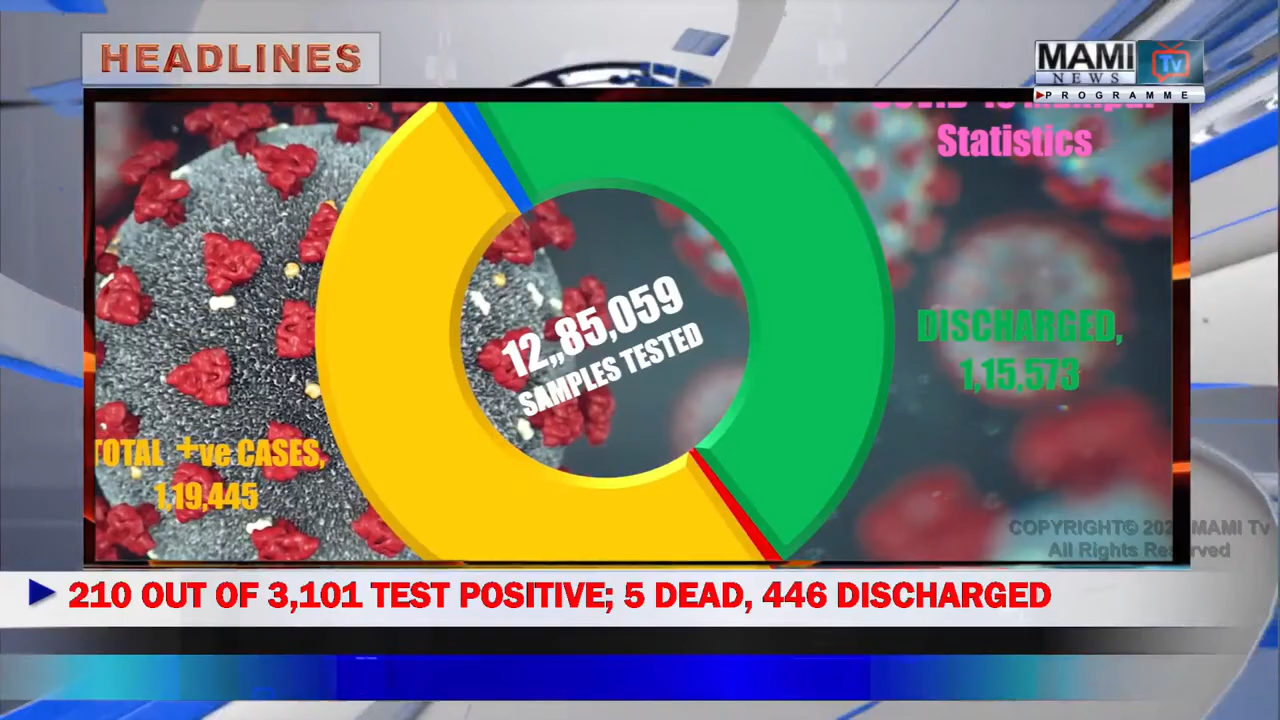 HEADLINES
MAMI Tv
NEWS
PROGRAMME
Statistics
12,,85,059
SAMPLES TESTED
DISCHARGED,
1,15,573
TOTAL +ve CASES,
1,19,445
COPYRIGHT© MAMI Tv
All Rights Reserved
210 OUT OF 3,101 TEST POSITIVE; 5 DEAD, 446 DISCHARGED